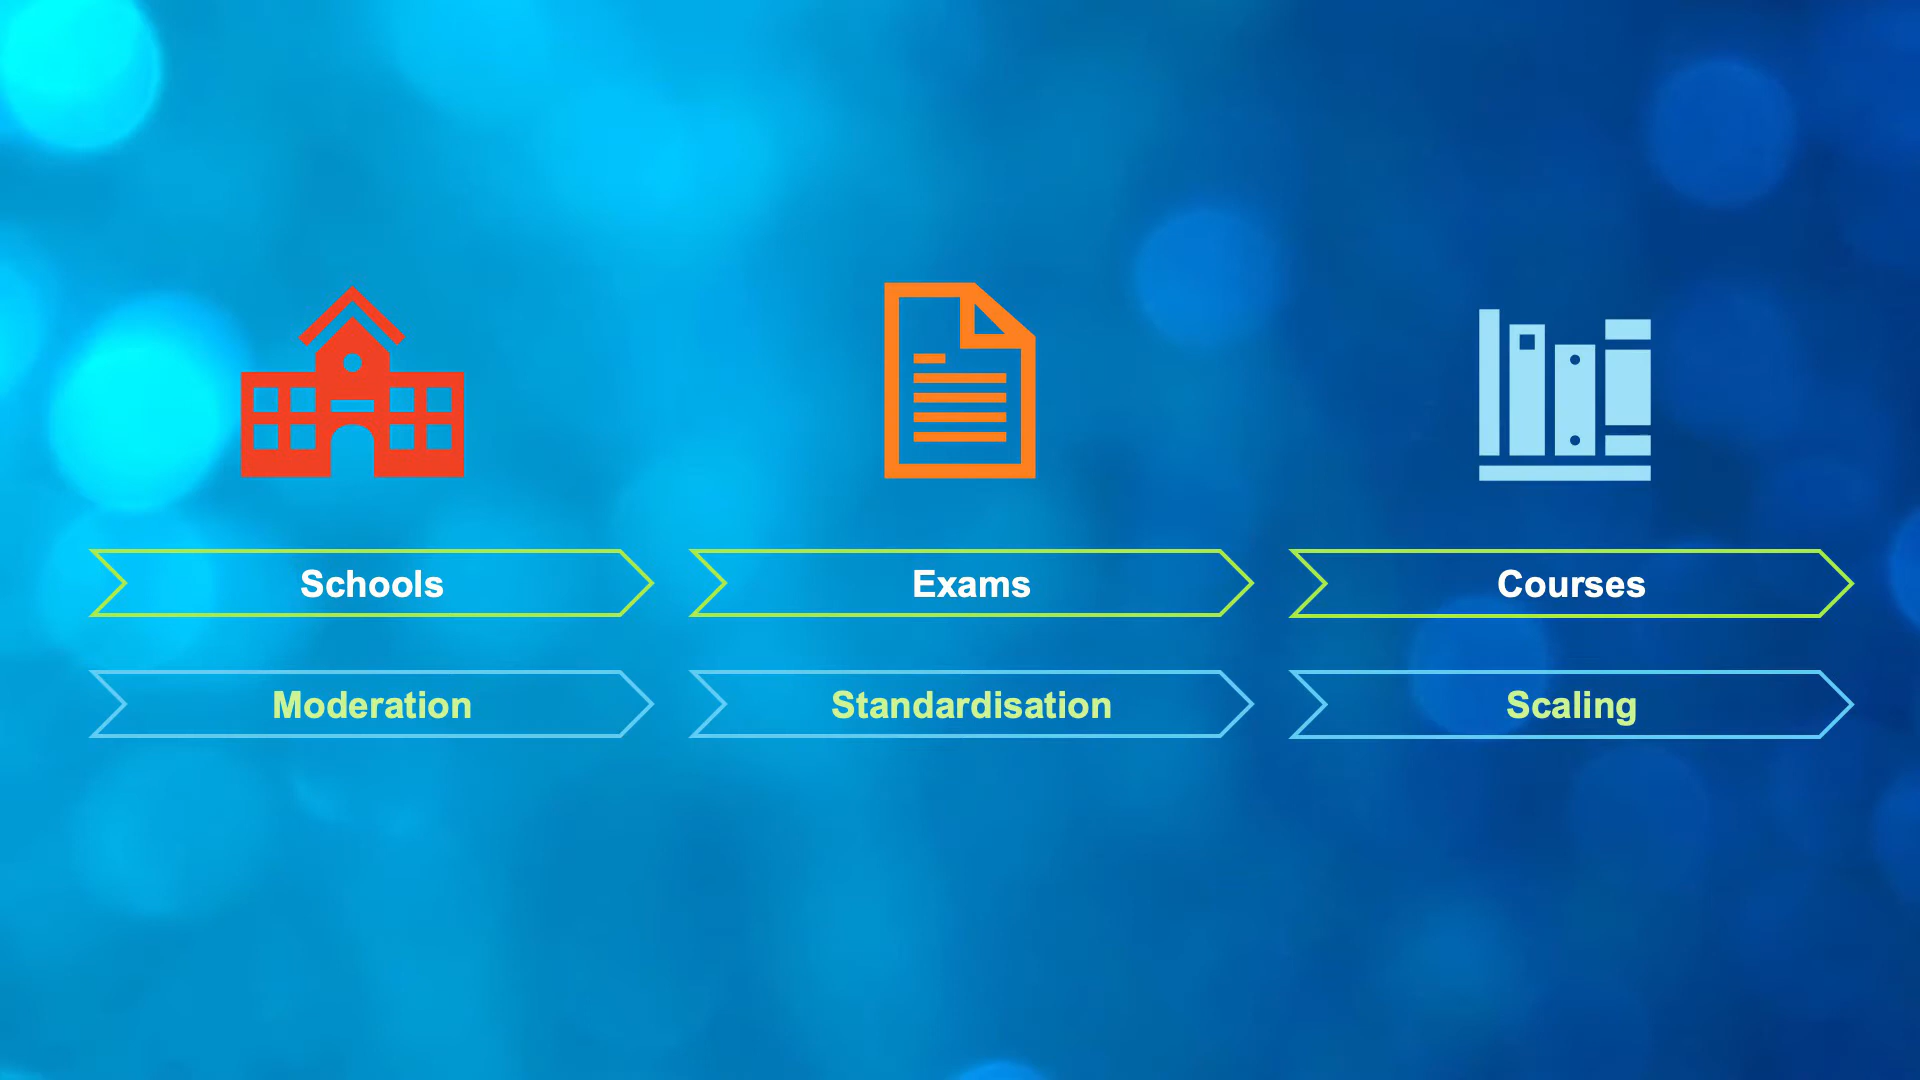 Schools
Exams
Courses
Moderation
Standardisation
Scaling